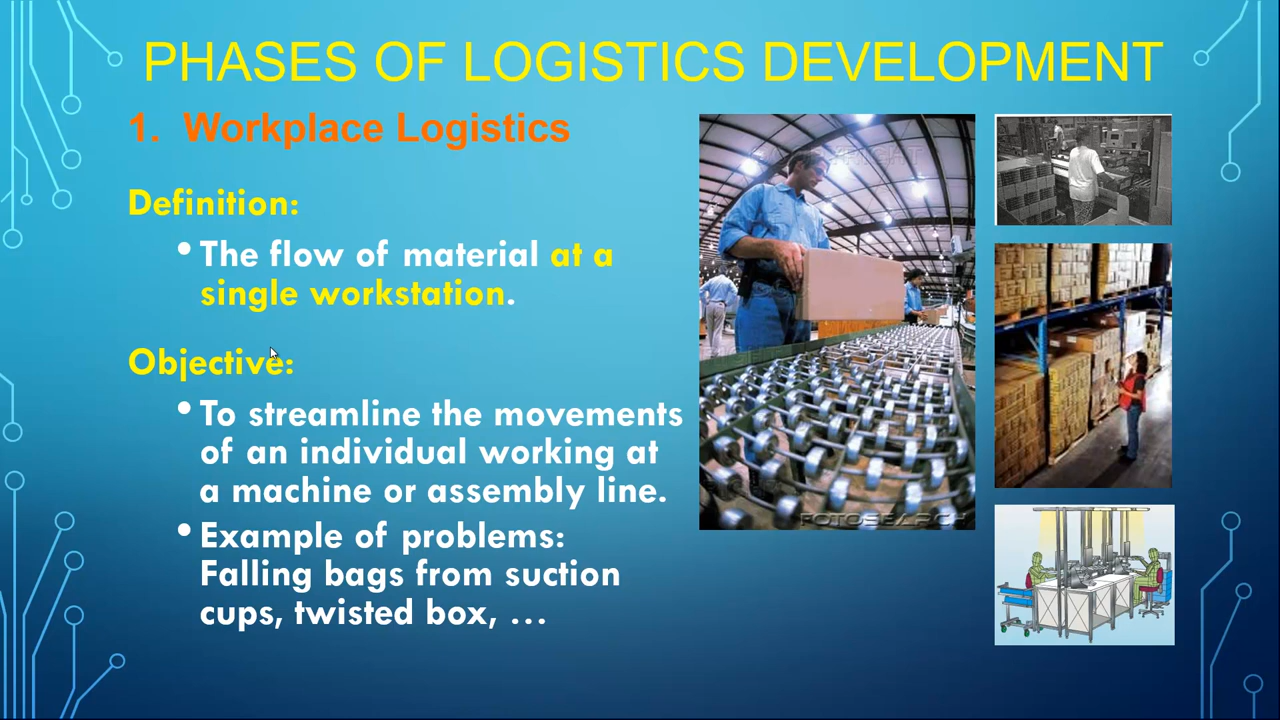 PHASES OF LOGISTICS DEVELOPMENT
1. Workplace Logistics
Definition:
• The flow of material at a
single workstation.
Objective:
• To streamline the movements
of an individual working at
a machine or assembly line.
• Example of problems:
Falling bags from suction
cups, twisted box, …
FOTOSEARCH